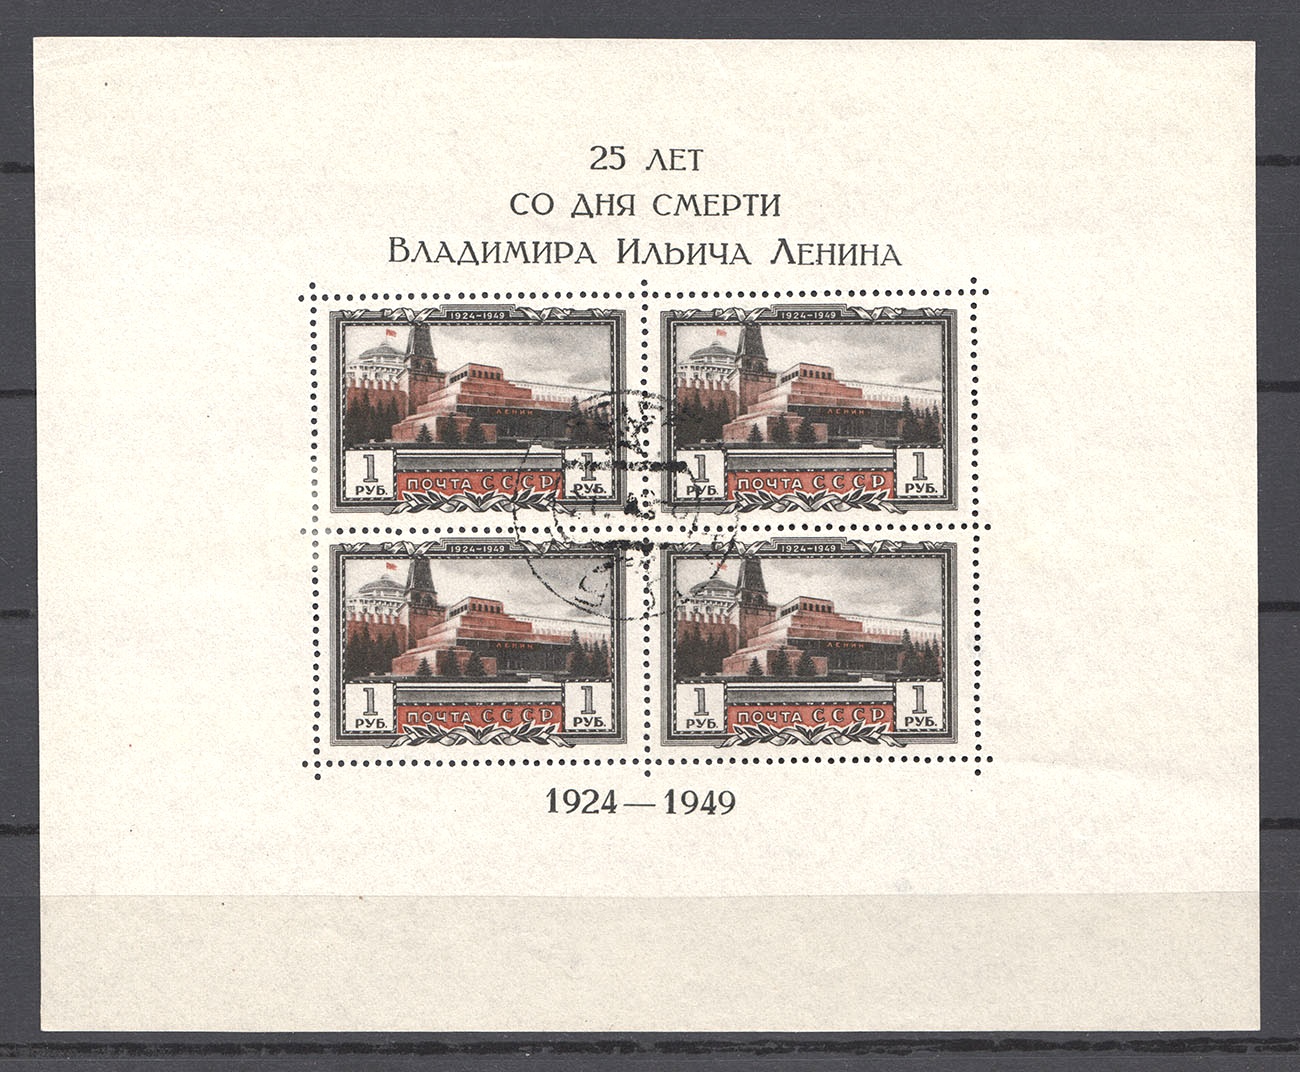 25 ЛЕТ
СО ДНЯ СМЕРТИ
ВЛАДИМИРА ИЛЬИЧА ЛЕНИНА
1924–1949
ЛЕНИН
1 РУБ.
ПОЧТА СССР
1 РУБ.
1924–1949
ЛЕНИН
1 РУБ.
ПОЧТА СССР
1 РУБ.
1924–1949
ЛЕНИН
1 РУБ.
ПОЧТА СССР
1 РУБ.
1924–1949
ЛЕНИН
1 РУБ.
ПОЧТА СССР
1 РУБ.
1924—1949